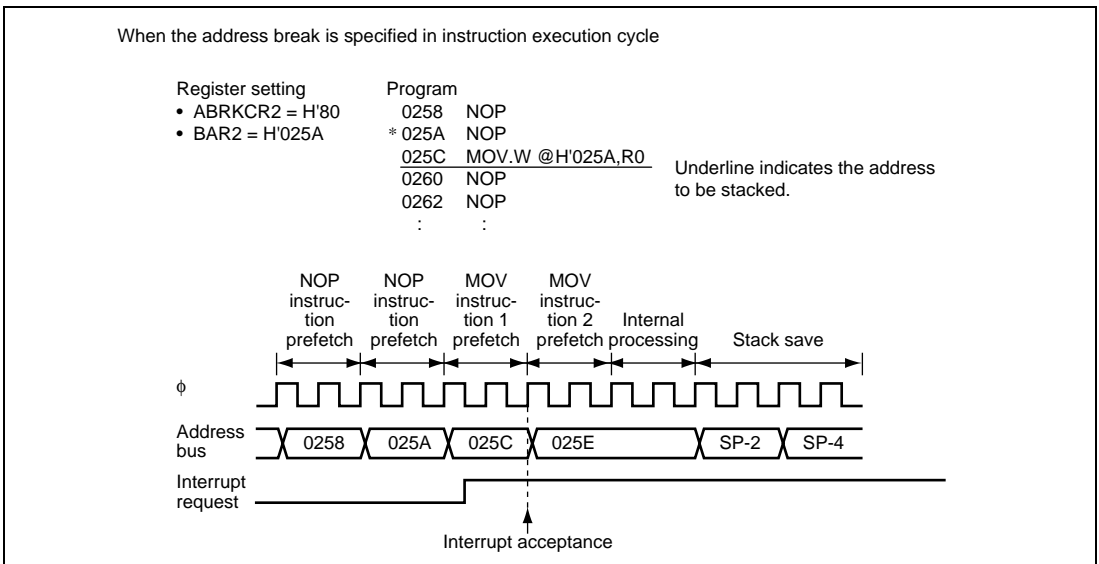 When the address break is specified in instruction execution cycle
Register setting
• ABRKCR2 = H'80
• BAR2 = H'025A
Program
0258 NOP
* 025A NOP
025C MOV.W @H'025A,R0
0260 NOP
0262 NOP
: :
Underline indicates the address
to be stacked.
NOP
instruc-
tion
prefetch
NOP
instruc-
tion
prefetch
MOV
instruc-
tion 1
prefetch
MOV
instruc-
tion 2
prefetch
Internal
processing
Stack save
ϕ
Address
bus
0258 025A 025C 025E SP-2 SP-4
Interrupt
request
Interrupt acceptance